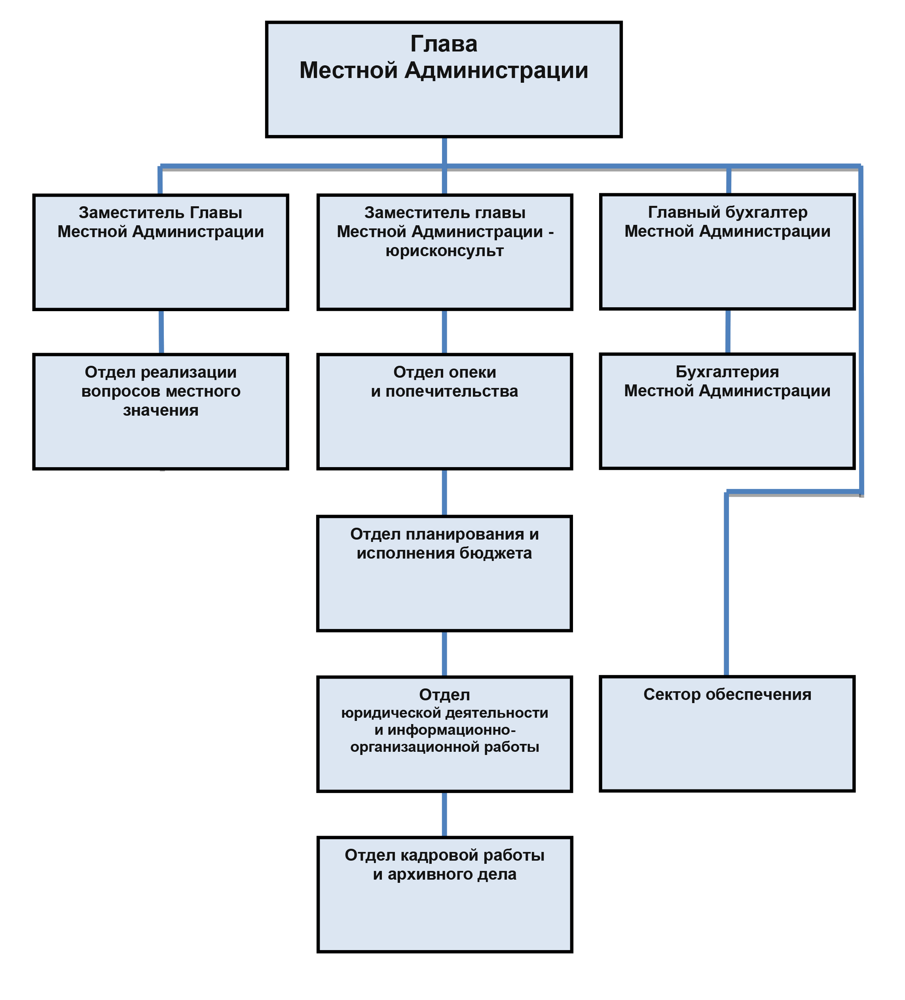 Глава
Местной Администрации
Заместитель Главы
Местной Администрации
Заместитель главы
Местной Администрации -
юрисконсульт
Главный бухгалтер
Местной Администрации
Отдел реализации
вопросов местного
значения
Отдел опеки
и попечительства
Бухгалтерия
Местной Администрации
Отдел планирования и
исполнения бюджета
Отдел
юридической деятельности
и информационно-
организационной работы
Сектор обеспечения
Отдел кадровой работы
и архивного дела